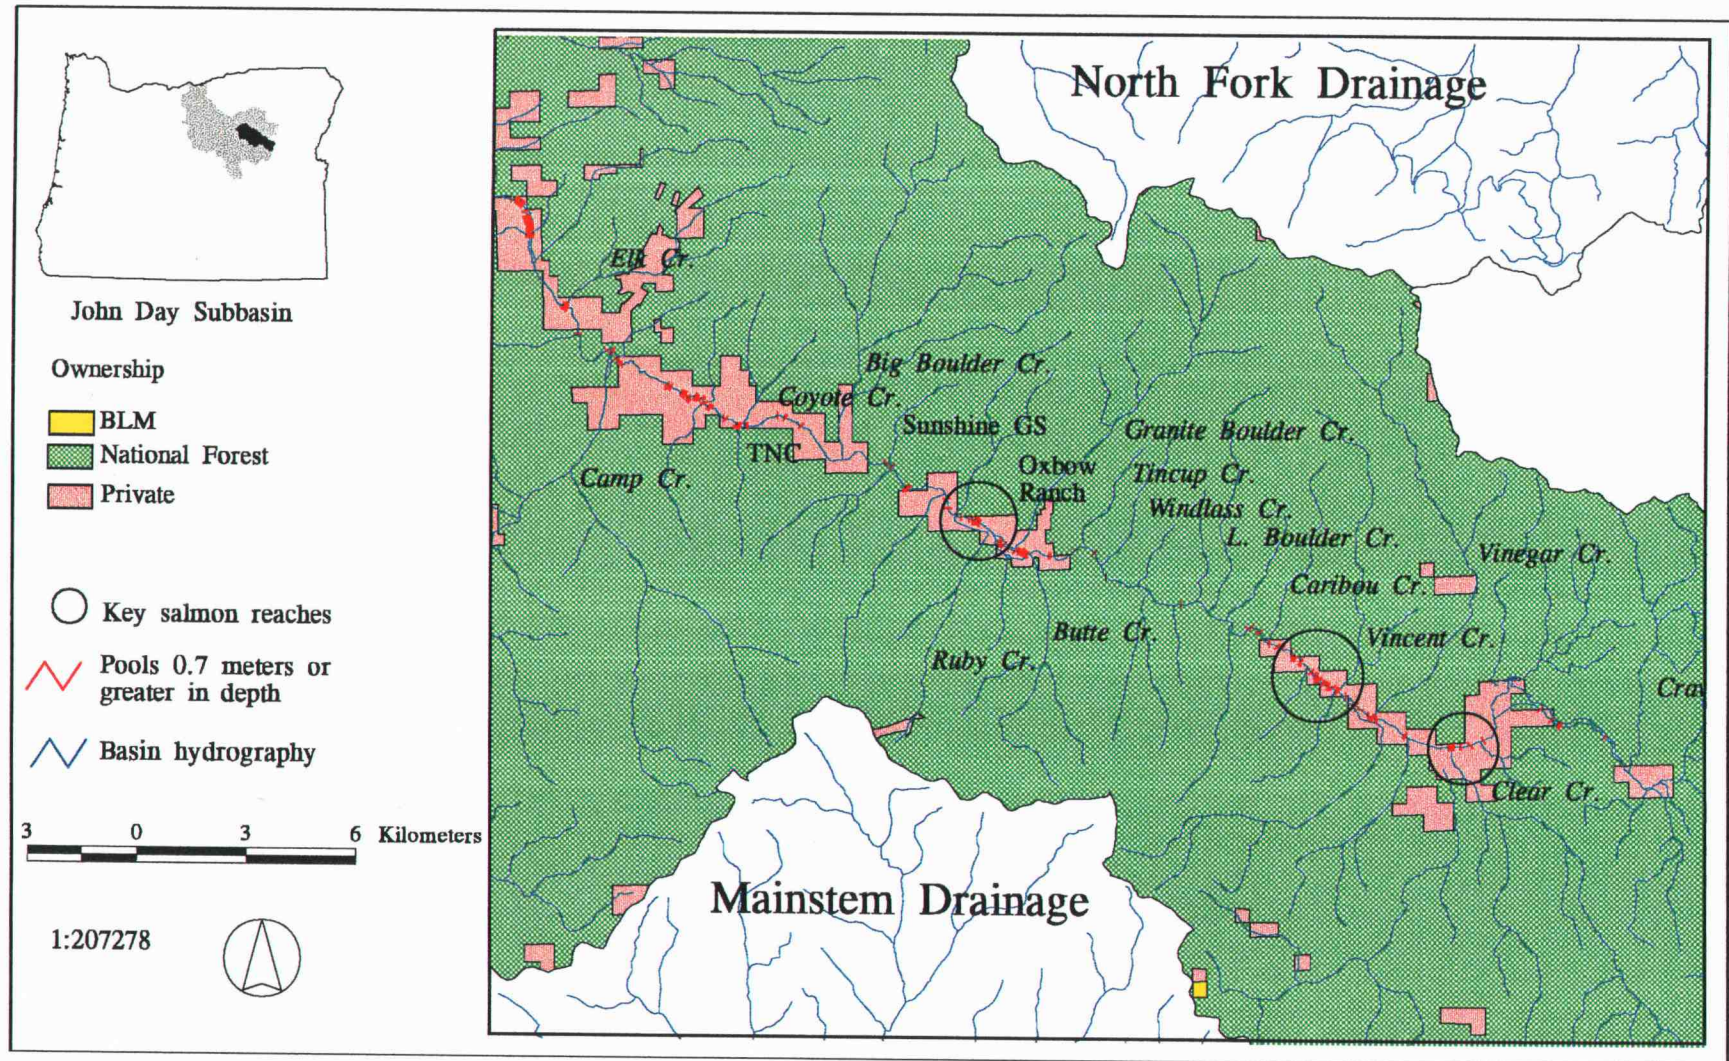 John Day Subbasin
Ownership
BLM
National Forest
Private
Key salmon reaches
Pools 0.7 meters or
greater in depth
Basin hydrography
3 0 3 6 Kilometers
1:207278
North Fork Drainage
Elk Cr.
Big Boulder Cr.
Coyote Cr.
Sunshine GS
Granite Boulder Cr.
TNC
Oxbow
Ranch
Camp Cr.
Tincup Cr.
Windlass Cr.
L. Boulder Cr.
Vinegar Cr.
Caribou Cr.
Butte Cr.
Vincent Cr.
Ruby Cr.
Clear Cr.
Mainstem Drainage